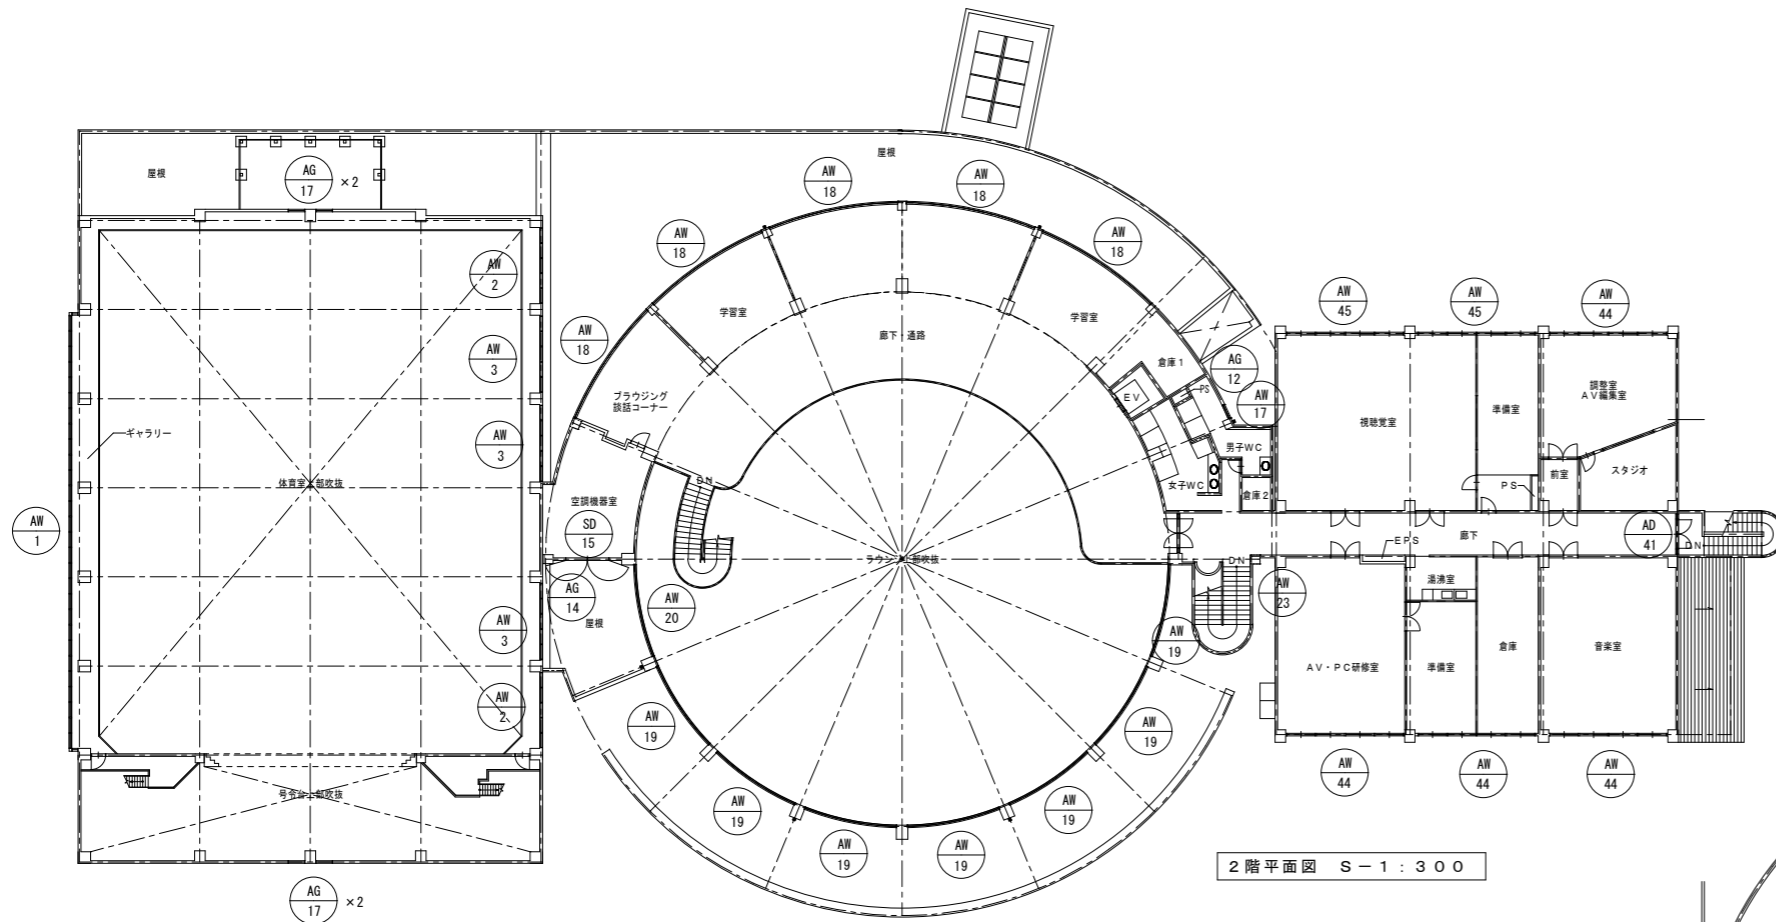 屋根
AG
17
×2
屋根
AW
18
AW
18
AW
18
AW
18
AW
18
AW
2
AW
3
AW
3
AW
3
AW
2
AW
1
ギャラリー
体育室上部吹抜
号令台上部吹抜
AG
17
×2
学習室
廊下・通路
学習室
ブラウジング
談話コーナー
空調機器室
SD
15
AG
14
屋根
AW
20
DN
ラウンジ上部吹抜
倉庫1
EV
PS
AG
12
AW
17
男子WC
女子WC
倉庫2
DN
AW
23
AW
19
AW
19
AW
19
AW
19
AW
19
AW
19
AW
19
AW
45
AW
45
AW
44
視聴覚室
準備室
調整室
AV編集室
スタジオ
前室
PS
廊下
EPS
AD
41
DN
湯沸室
AV・PC研修室
準備室
倉庫
音楽室
AW
44
AW
44
AW
44
2階平面図 S-1:300